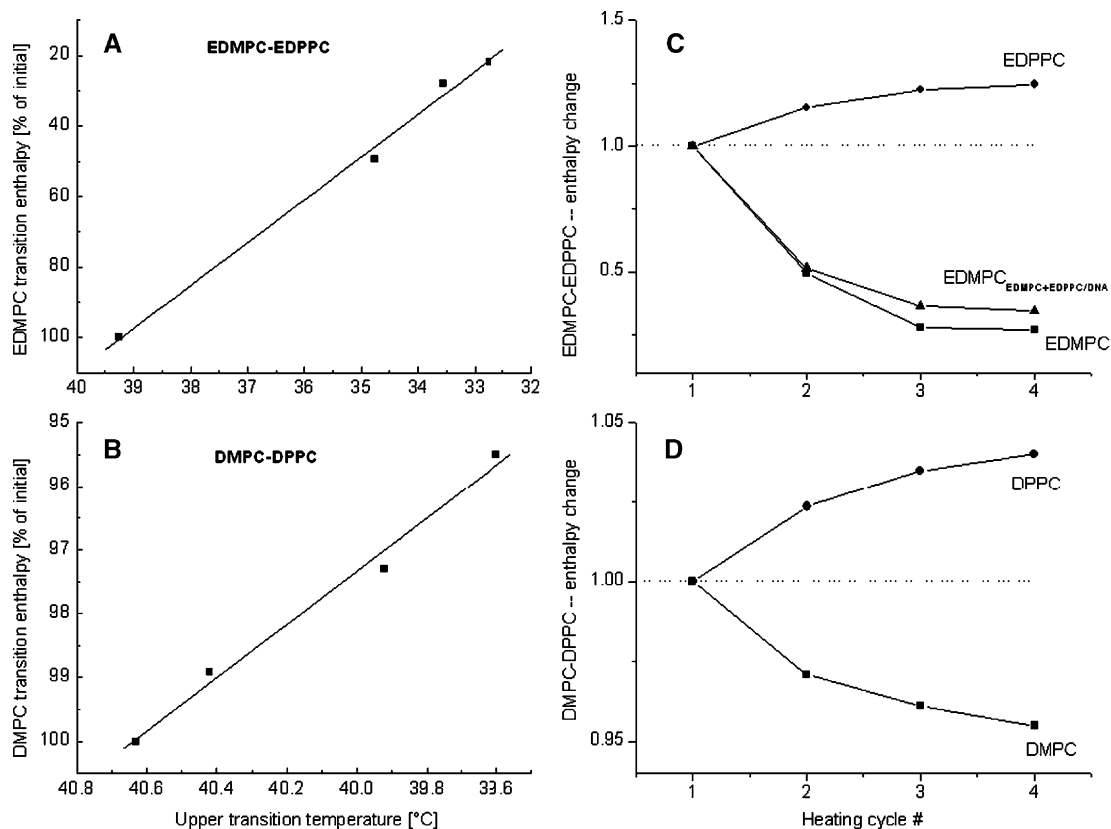 A
EDMPC-EDPPC
EDMPC transition enthalpy [% of initial]
20
40
60
80
100
40 39 38 37 36 35 34 33 32
B
DMPC-DPPC
DMPC transition enthalpy [% of initial]
95
96
97
98
99
100
40.8 40.6 40.4 40.2 40.0 39.8 39.6
Upper transition temperature [°C]
C
EDMPC-EDPPC -- enthalpy change
1.5
1.0
0.5
EDPPC
EDMPC EDMPC+EDPPC/DNA
EDMPC
1 2 3 4
D
DMPC-DPPC -- enthalpy change
1.05
1.00
0.95
DPPC
DMPC
1 2 3 4
Heating cycle #